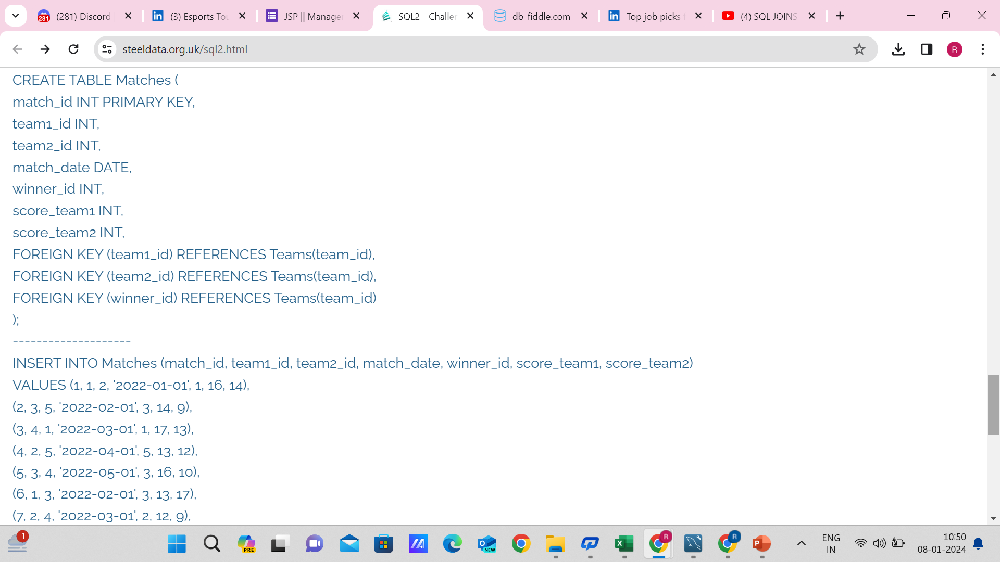 281
(281) Discord
(3) Esports Tou
JSP || Manager
SQL2 - Challen
db-fiddle.com
Top job picks f
(4) SQL JOINS
steeldata.org.uk/sql2.html
R
CREATE TABLE Matches (
match_id INT PRIMARY KEY,
team1_id INT,
team2_id INT,
match_date DATE,
winner_id INT,
score_team1 INT,
score_team2 INT,
FOREIGN KEY (team1_id) REFERENCES Teams(team_id),
FOREIGN KEY (team2_id) REFERENCES Teams(team_id),
FOREIGN KEY (winner_id) REFERENCES Teams(team_id)
);
--------------------
INSERT INTO Matches (match_id, team1_id, team2_id, match_date, winner_id, score_team1, score_team2)
VALUES (1, 1, 2, '2022-01-01', 1, 16, 14),
(2, 3, 5, '2022-02-01', 3, 14, 9),
(3, 4, 1, '2022-03-01', 1, 17, 13),
(4, 2, 5, '2022-04-01', 5, 13, 12),
(5, 3, 4, '2022-05-01', 3, 16, 10),
(6, 1, 3, '2022-02-01', 3, 13, 17),
(7, 2, 4, '2022-03-01', 2, 12, 9),
1
PRE
NEW
R
R
ENG
IN
10:50
08-01-2024